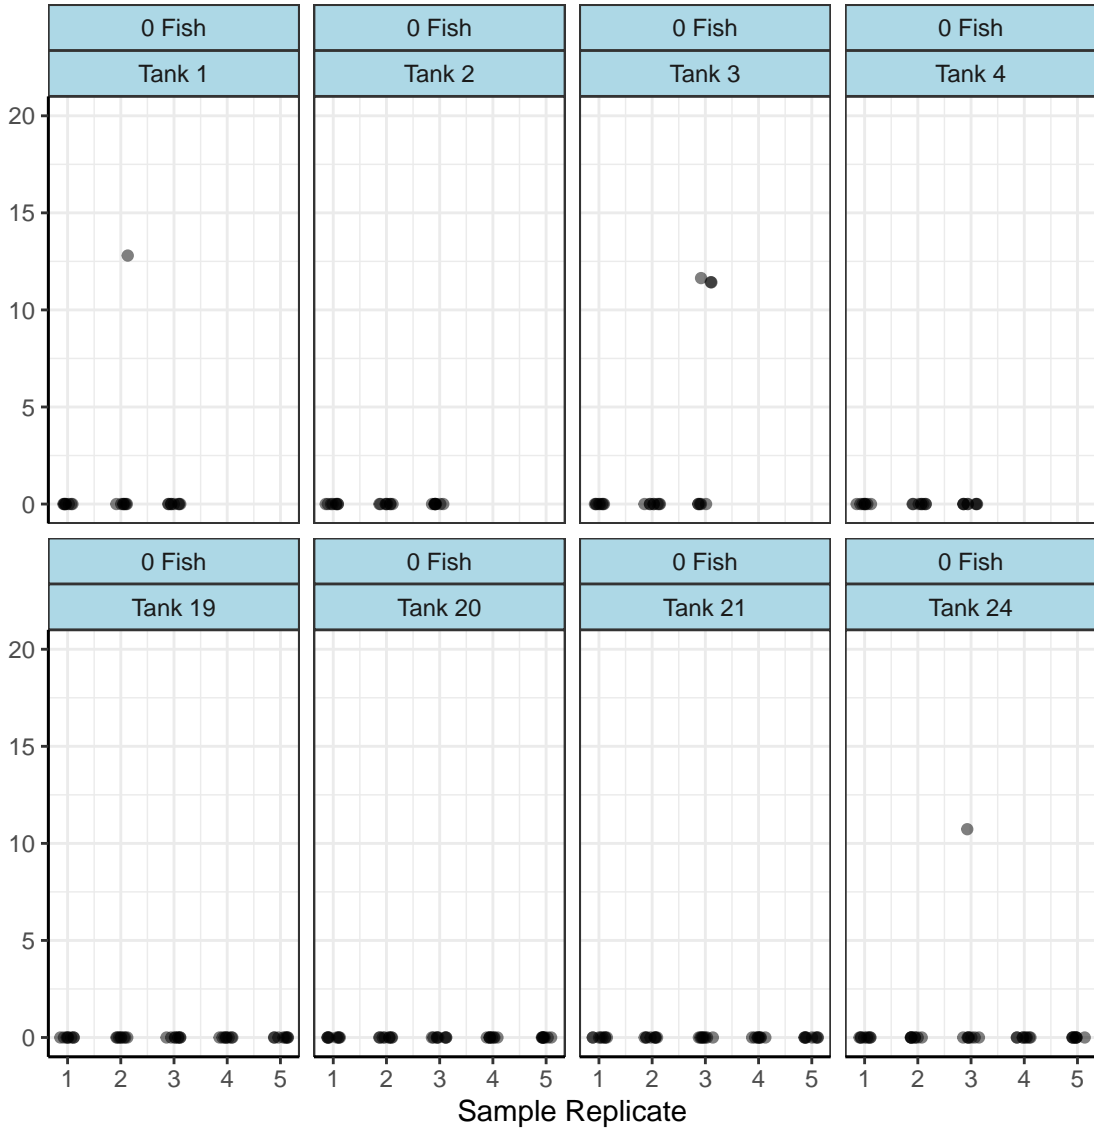 0 Fish 0 Fish 0 Fish 0 Fish
Tank 1 Tank 2 Tank 3 Tank 4
20
15
10
5
0
0 Fish 0 Fish 0 Fish 0 Fish
Tank 19 Tank 20 Tank 21 Tank 24
20
15
10
5
0
1 2 3 4 5 1 2 3 4 5 1 2 3 4 5 1 2 3 4 5
Sample Replicate